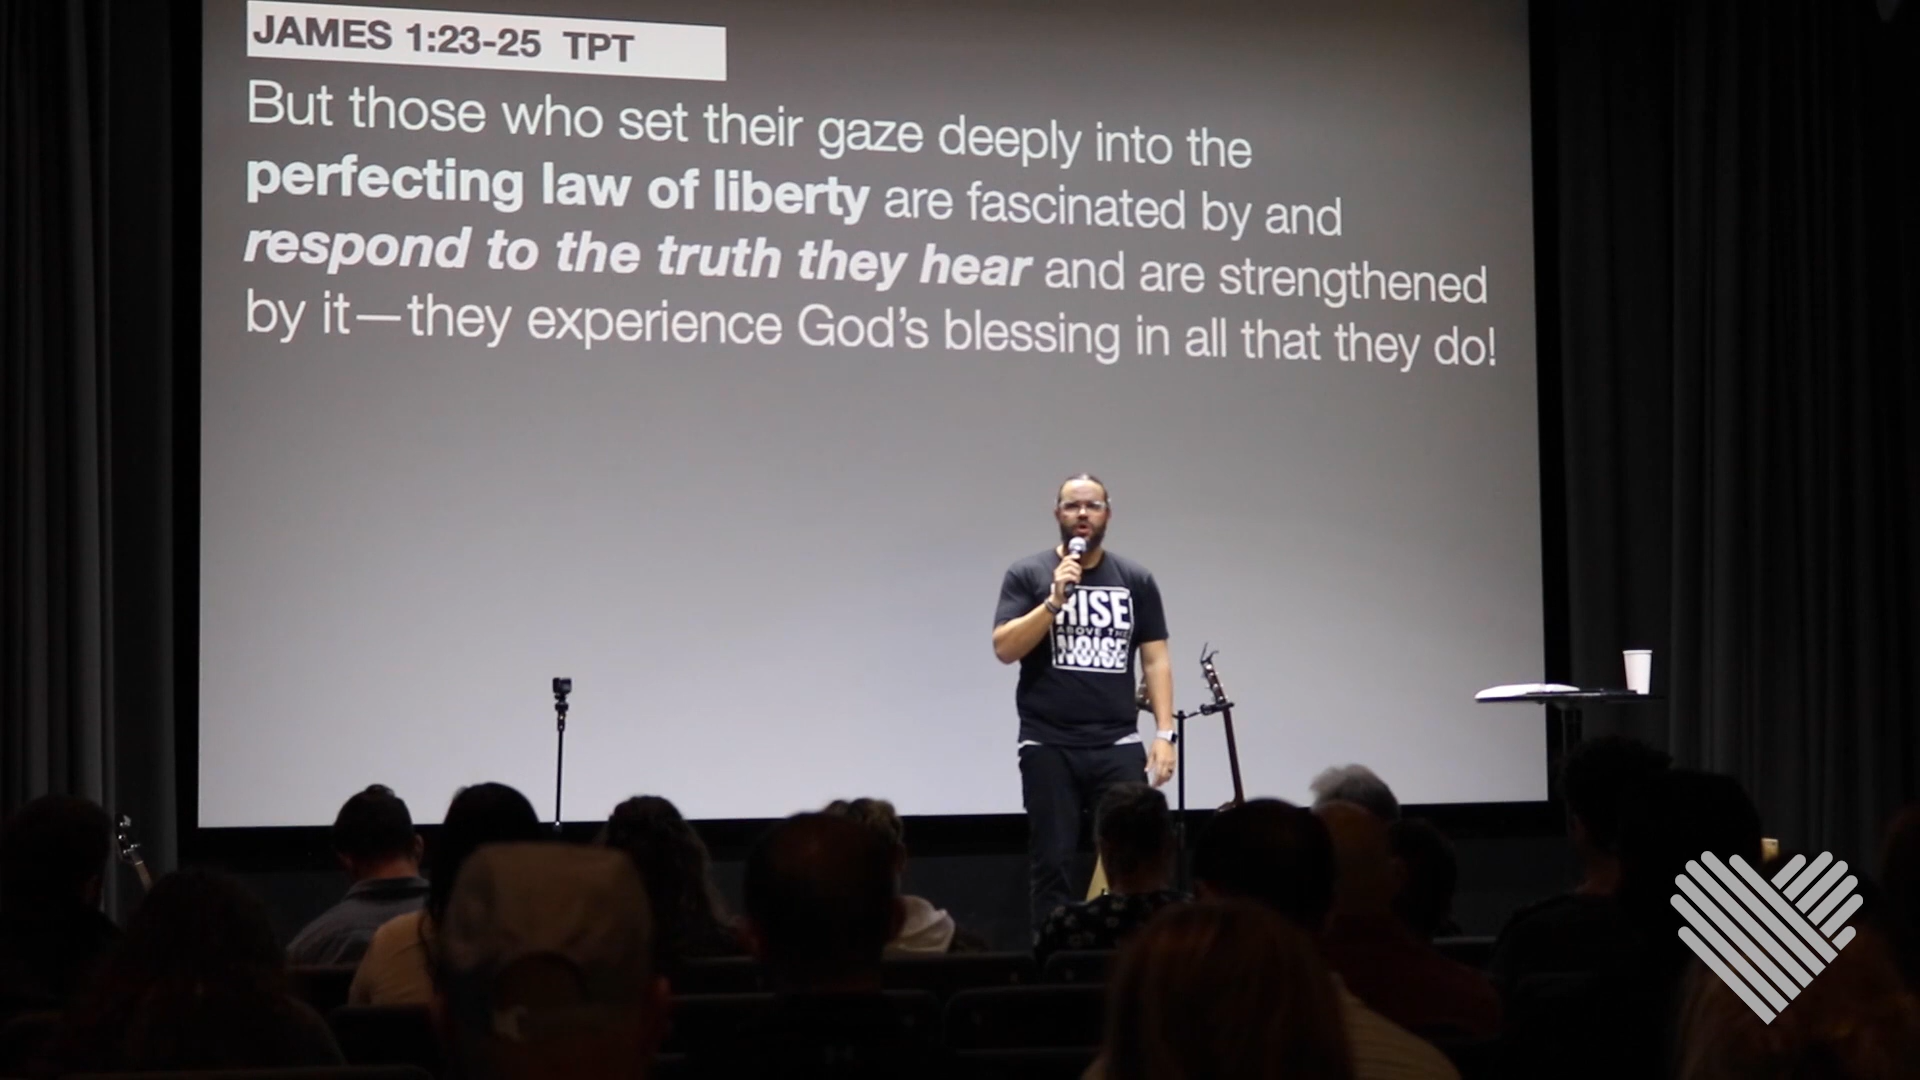 JAMES 1:23-25 TPT
But those who set their gaze deeply into the
perfecting law of liberty are fascinated by and
respond to the truth they hear and are strengthened
by it—they experience God’s blessing in all that they do!
RISE
ABOVE THE
NOISE